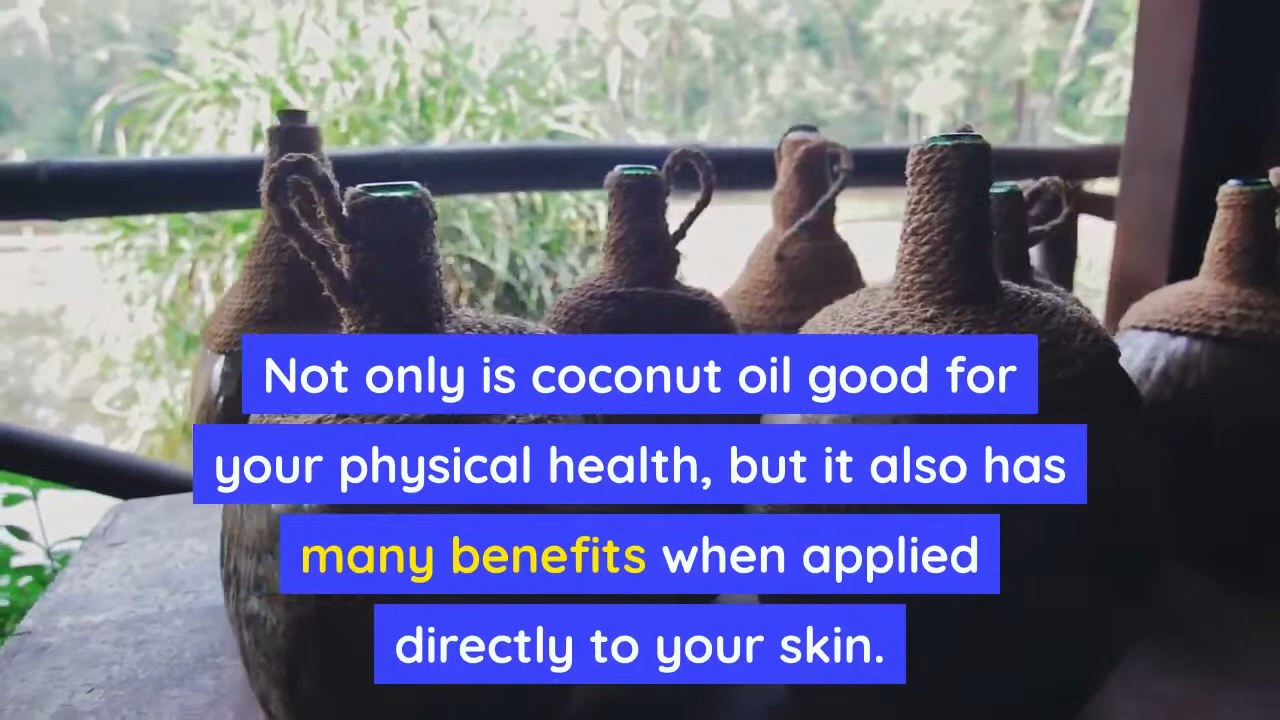 Not only is coconut oil good for
your physical health, but it also has
many benefits when applied
directly to your skin.